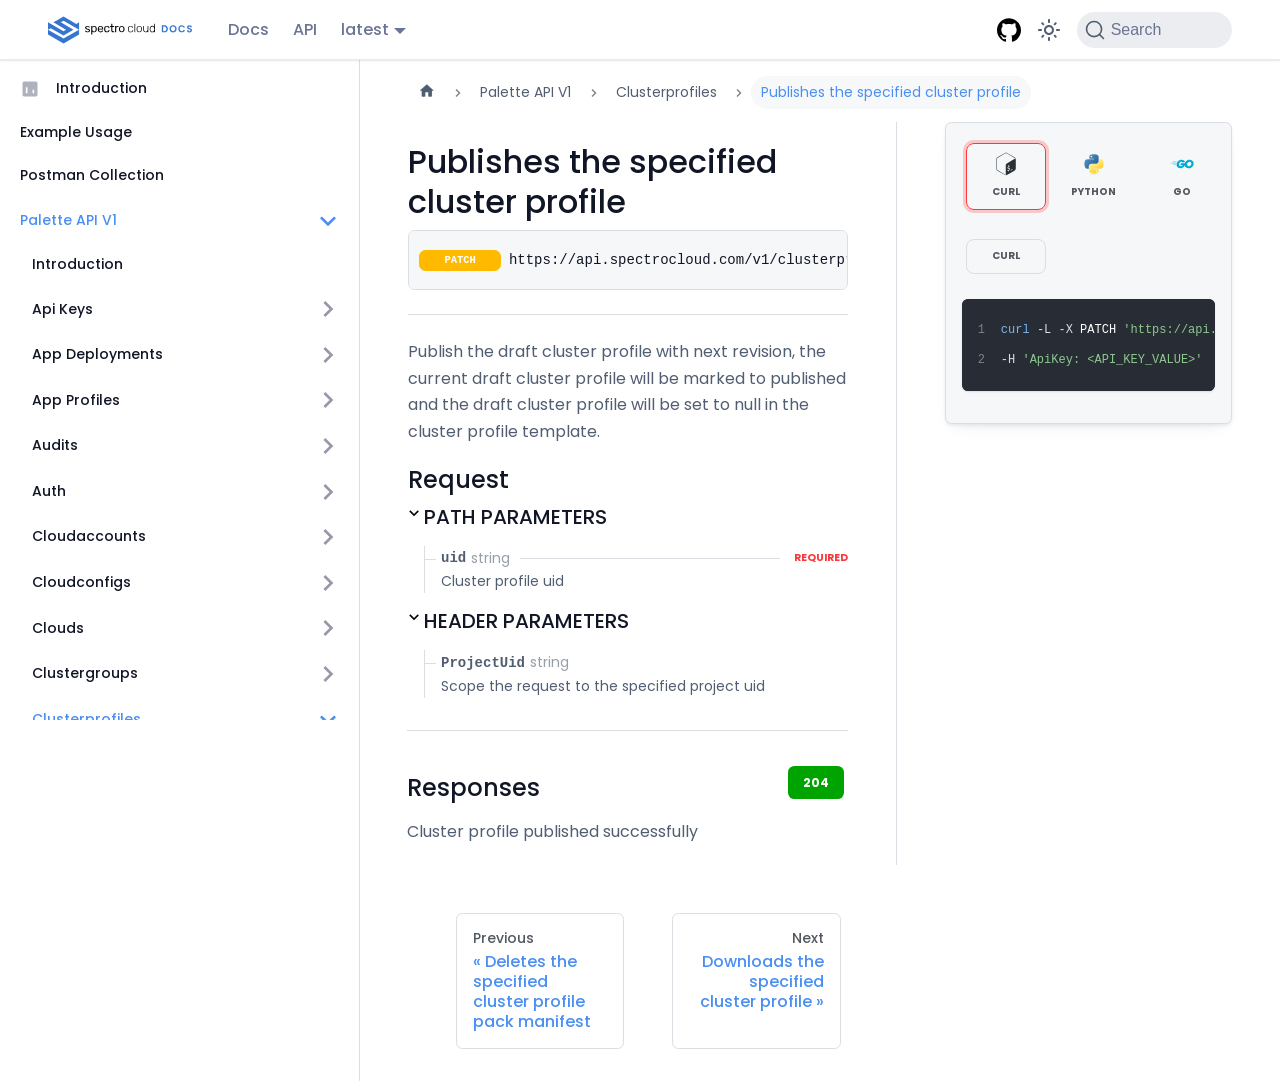 spectro cloud DOCS
Docs
API
latest
Search
Introduction
Example Usage
Postman Collection
Palette API V1
Introduction
Api Keys
App Deployments
App Profiles
Audits
Auth
Cloudaccounts
Cloudconfigs
Clouds
Clustergroups
Clusterprofiles
Palette API V1
Clusterprofiles
Publishes the specified cluster profile
Publishes the specified
cluster profile
PATCH
https://api.spectrocloud.com/v1/clusterp
Publish the draft cluster profile with next revision, the
current draft cluster profile will be marked to published
and the draft cluster profile will be set to null in the
cluster profile template.
Request
PATH PARAMETERS
uid string REQUIRED
Cluster profile uid
HEADER PARAMETERS
ProjectUid string
Scope the request to the specified project uid
Responses
204
Cluster profile published successfully
Previous
« Deletes the
specified
cluster profile
pack manifest
Next
Downloads the
specified
cluster profile »
CURL
PYTHON
GO
CURL
1 curl -L -X PATCH 'https://api.
2 -H 'ApiKey: <API_KEY_VALUE>'